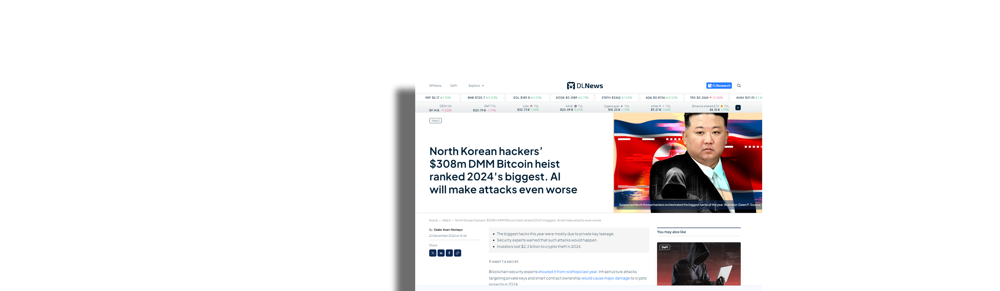 All News DeFi Explore
DLNews
DLResearch
XRP $2.17 ▲1.75% BNB $720.7 ▲5.03% SOL $189.8 ▲3.51% DOGE $0.3189 ▲2.71% STETH $3362 ▲1.52% ADA $0.8736 ▲0.53% TRX $0.2565 ▼-0.42% AVAX $37.01 ▲1.4
DEXs Vol DeFi TVL Lido TVL AAVE TVL EigenLayer TVL ether.fi TVL Binance staked ETH TVL
$9.14 B -11.02% $121.79 B -1.17% $32.73 B 1.76% $20.49 B 0.51% $15.22 B 1.73% $9.27 B 1.56% $6.15 B 1.79%
Web3
North Korean hackers’
$308m DMM Bitcoin heist
ranked 2024's biggest. AI
will make attacks even worse
Suspected North Korean hackers orchestrated the biggest hacks of the year. Illustrator: Gwen P; Source:
Home > Web3 > North Korean hackers’ $308m DMM Bitcoin heist ranked 2024's biggest. AI will make attacks even worse
By Osato Avan-Nomayo
23 December 2024 at 16:56
Share
• The biggest hacks this year were mostly due to private key leakage.
• Security experts warned that such attacks would happen.
• Investors lost $2.3 billion to crypto theft in 2024.
It wasn’t a secret.
Blockchain security experts shouted it from rooftops last year: Infrastructure attacks
targeting private keys and smart contract ownership would cause major damage to crypto
projects in 2024.
You may also like
DeFi